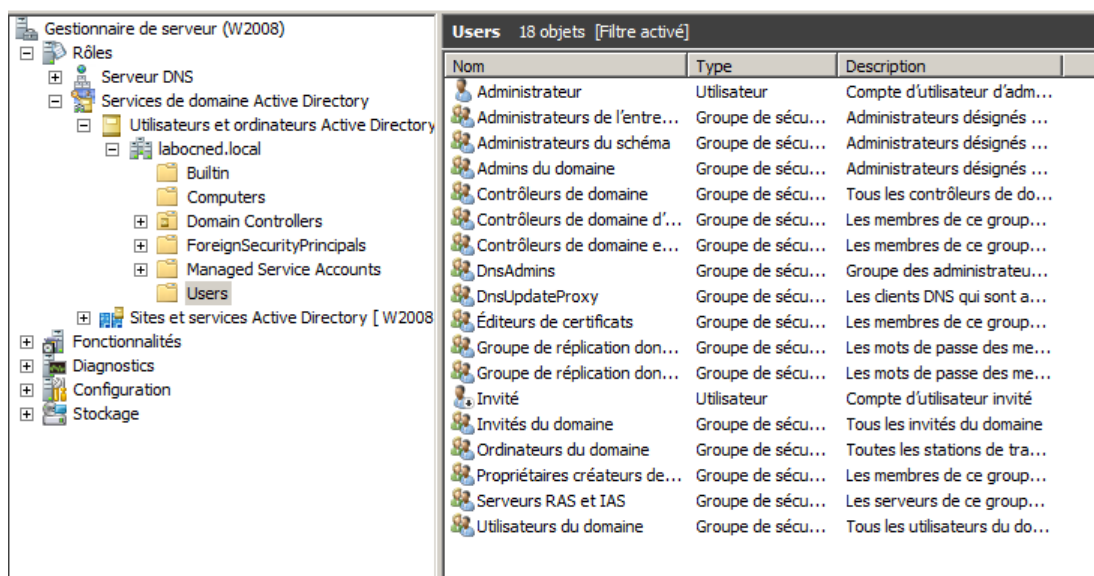 Gestionnaire de serveur (W2008)
Rôles
Serveur DNS
Services de domaine Active Directory
Utilisateurs et ordinateurs Active Directory
labocned.local
Builtin
Computers
Domain Controllers
ForeignSecurityPrincipals
Managed Service Accounts
Users
Sites et services Active Directory [ W2008
Fonctionnalités
Diagnostics
Configuration
Stockage
Users 18 objets [Filtre activé]
Nom Type Description
Administrateur Utilisateur Compte d'utilisateur d'adm...
Administrateurs de l'entre... Groupe de sécu... Administrateurs désignés ...
Administrateurs du schéma Groupe de sécu... Administrateurs désignés ...
Admins du domaine Groupe de sécu... Administrateurs désignés ...
Contrôleurs de domaine Groupe de sécu... Tous les contrôleurs de do...
Contrôleurs de domaine d'... Groupe de sécu... Les membres de ce group...
Contrôleurs de domaine e... Groupe de sécu... Les membres de ce group...
DnsAdmins Groupe de sécu... Groupe des administrateu...
DnsUpdateProxy Groupe de sécu... Les clients DNS qui sont a...
Éditeurs de certificats Groupe de sécu... Les membres de ce group...
Groupe de réplication don... Groupe de sécu... Les mots de passe des me...
Groupe de réplication don... Groupe de sécu... Les mots de passe des me...
Invité Utilisateur Compte d'utilisateur invité
Invités du domaine Groupe de sécu... Tous les invités du domaine
Ordinateurs du domaine Groupe de sécu... Toutes les stations de tra...
Propriétaires créateurs de... Groupe de sécu... Les membres de ce group...
Serveurs RAS et IAS Groupe de sécu... Les serveurs de ce group...
Utilisateurs du domaine Groupe de sécu... Tous les utilisateurs du do...